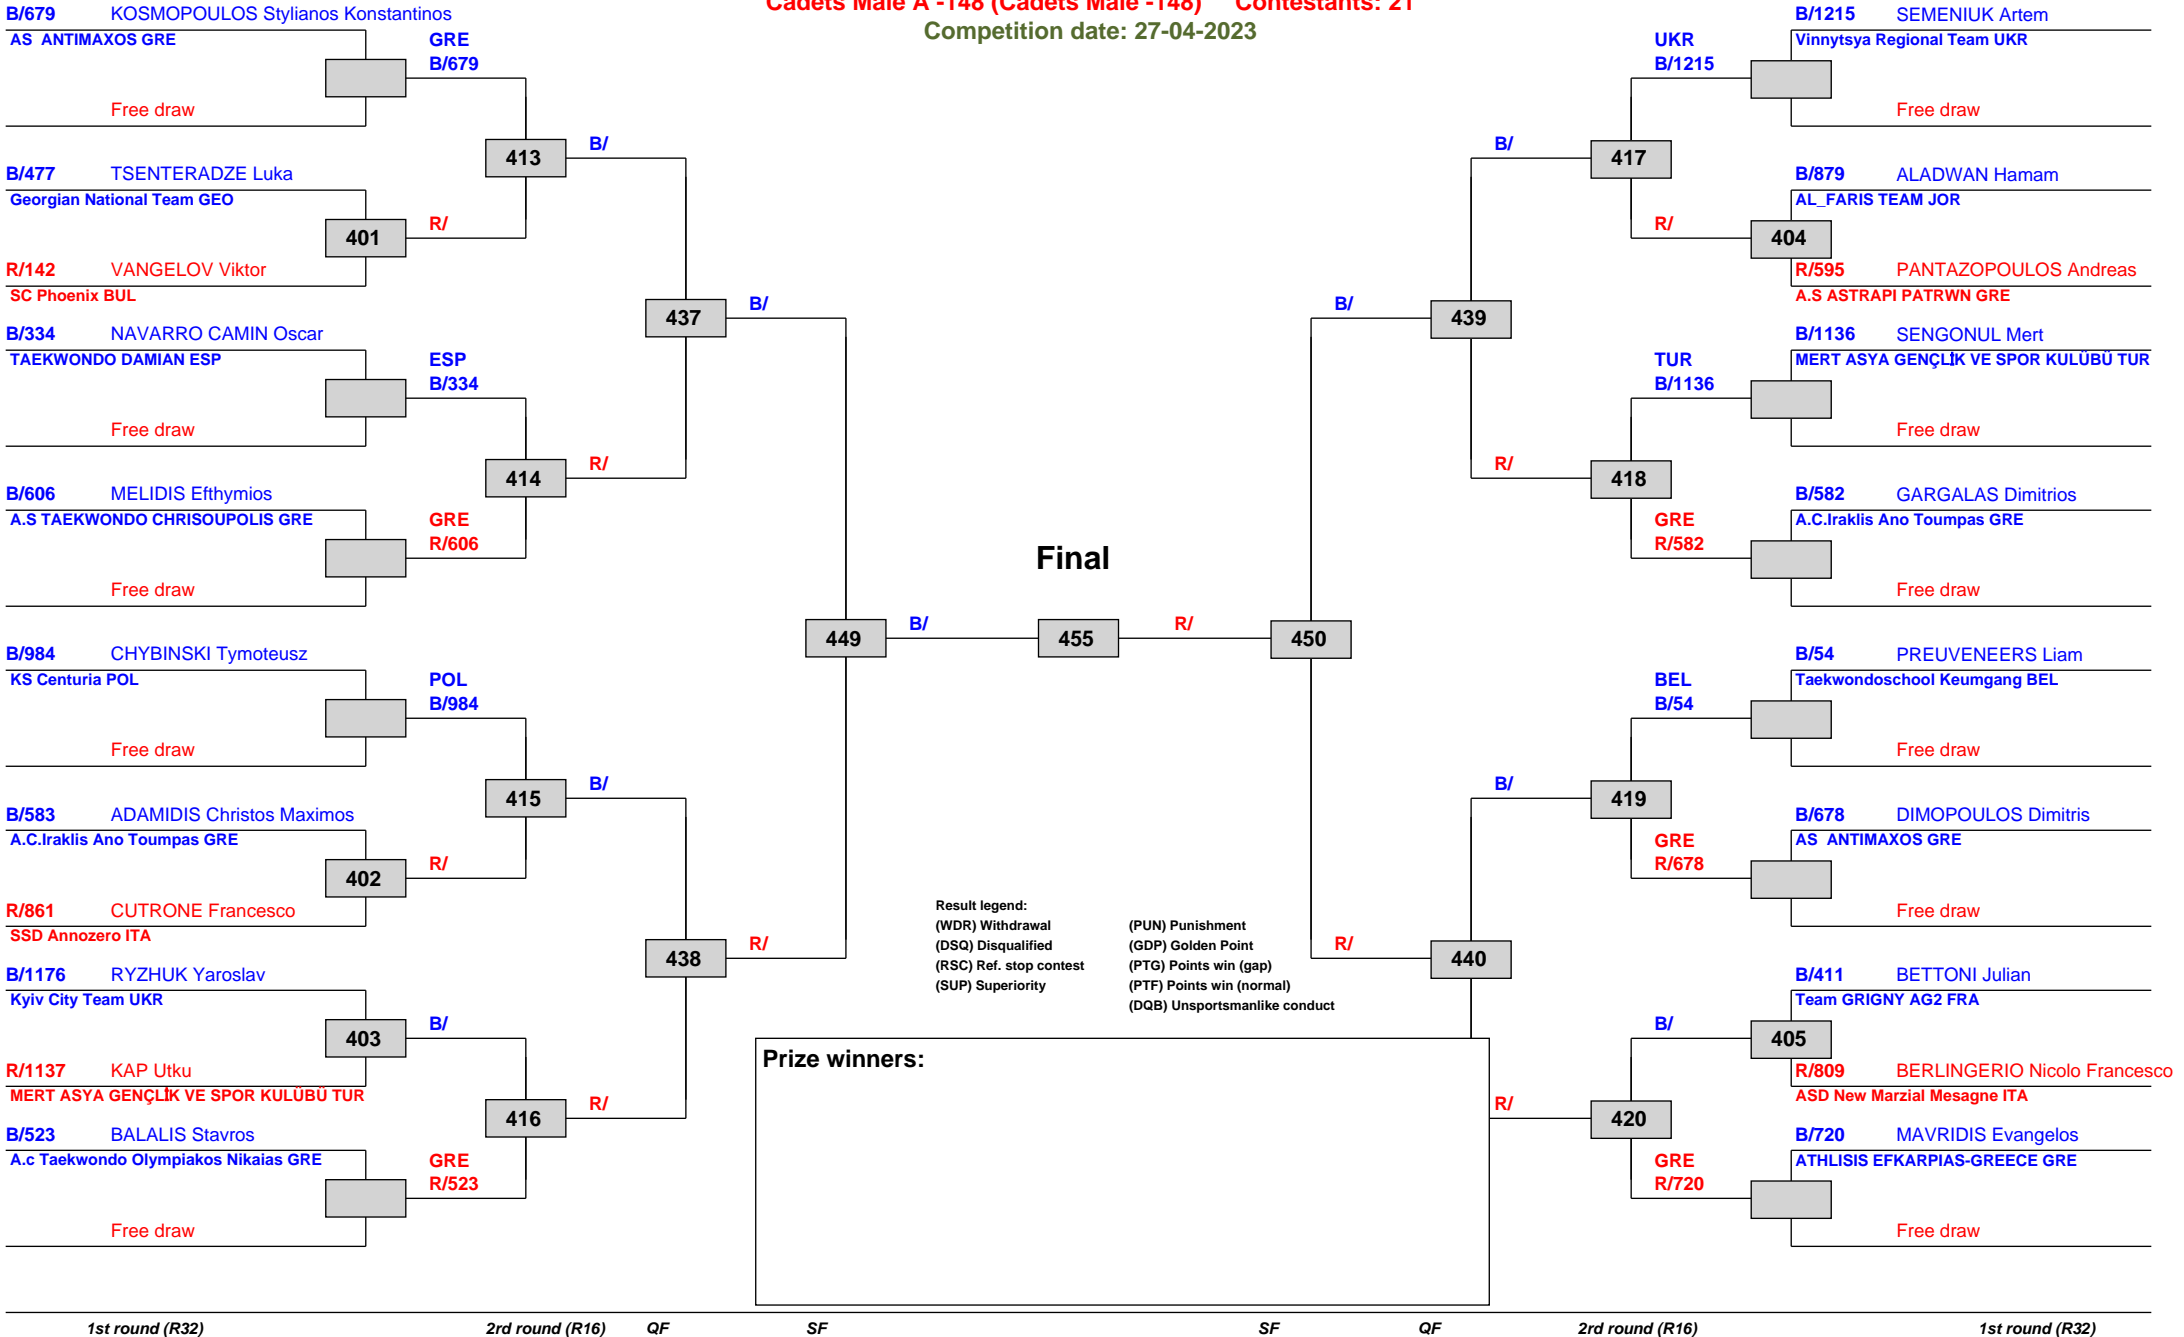 Cadets Male A -148 (Cadets Male -148) Contestants: 21
Competition date: 27-04-2023
B/679 KOSMOPOULOS Stylianos Konstantinos
AS ANTIMAXOS GRE
Free draw
GRE
B/679
B/477 TSENTERADZE Luka
Georgian National Team GEO
401
R/142 VANGELOV Viktor
SC Phoenix BUL
R/
413
B/
B/334 NAVARRO CAMIN Oscar
TAEKWONDO DAMIAN ESP
Free draw
ESP
B/334
B/606 MELIDIS Efthymios
A.S TAEKWONDO CHRISOUPOLIS GRE
Free draw
GRE
R/606
414
R/
437
B/
B/984 CHYBINSKI Tymoteusz
KS Centuria POL
Free draw
POL
B/984
B/583 ADAMIDIS Christos Maximos
A.C.Iraklis Ano Toumpas GRE
402
R/861 CUTRONE Francesco
SSD Annozero ITA
R/
415
B/
B/1176 RYZHUK Yaroslav
Kyiv City Team UKR
403
R/1137 KAP Utku
MERT ASYA GENÇLİK VE SPOR KULÜBÜ TUR
B/
B/523 BALALIS Stavros
A.c Taekwondo Olympiakos Nikaias GRE
Free draw
GRE
R/523
416
R/
438
R/
449
B/
Final
455
R/
450
B/1215 SEMENIUK Artem
Vinnytsya Regional Team UKR
Free draw
UKR
B/1215
B/879 ALADWAN Hamam
AL_FARIS TEAM JOR
404
R/595 PANTAZOPOULOS Andreas
A.S ASTRAPI PATRWN GRE
R/
417
B/
B/1136 SENGONUL Mert
MERT ASYA GENÇLİK VE SPOR KULÜBÜ TUR
Free draw
TUR
B/1136
B/582 GARGALAS Dimitrios
A.C.Iraklis Ano Toumpas GRE
Free draw
GRE
R/582
418
R/
439
B/
B/54 PREUVENEERS Liam
Taekwondoschool Keumgang BEL
Free draw
BEL
B/54
B/678 DIMOPOULOS Dimitris
AS ANTIMAXOS GRE
Free draw
GRE
R/678
419
B/
B/411 BETTONI Julian
Team GRIGNY AG2 FRA
405
R/809 BERLINGERIO Nicolo Francesco
ASD New Marzial Mesagne ITA
B/
B/720 MAVRIDIS Evangelos
ATHLISIS EFKARPIAS-GREECE GRE
Free draw
GRE
R/720
420
R/
440
R/
Result legend:
(WDR) Withdrawal (PUN) Punishment
(DSQ) Disqualified (GDP) Golden Point
(RSC) Ref. stop contest (PTG) Points win (gap)
(SUP) Superiority (PTF) Points win (normal)
(DQB) Unsportsmanlike conduct
Prize winners:
1st round (R32) 2rd round (R16) QF SF SF QF 2rd round (R16) 1st round (R32)